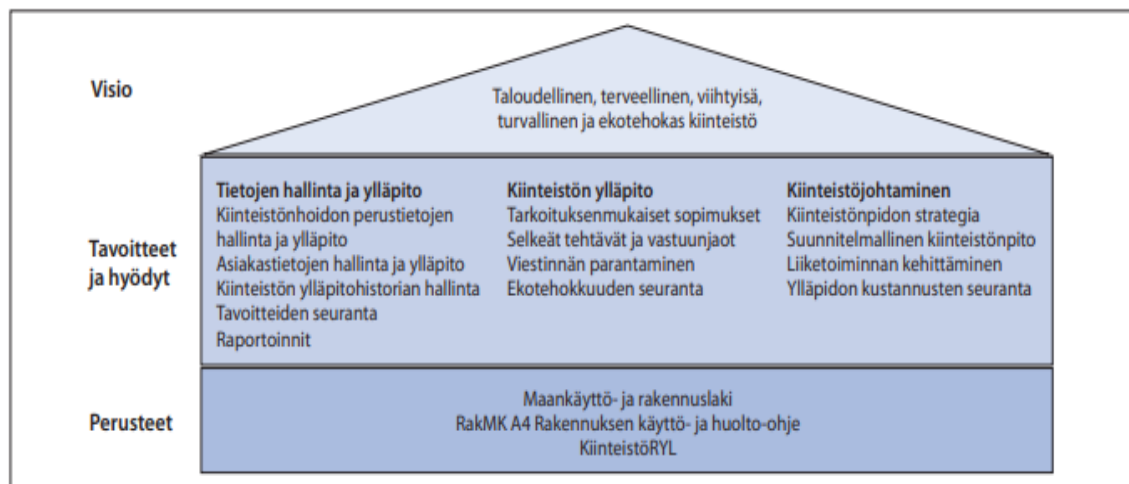 Visio
Taloudellinen, terveellinen, viihtyisä,
turvallinen ja ekotehokas kiinteistö
Tavoitteet
ja hyödyt
Tietojen hallinta ja ylläpito
Kiinteistönhoidon perustietojen
hallinta ja ylläpito
Asiakastietojen hallinta ja ylläpito
Kiinteistön ylläpitohistorian hallinta
Tavoitteiden seuranta
Raportoinnit
Kiinteistön ylläpito
Tarkoituksenmukaiset sopimukset
Selkeät tehtävät ja vastuunjaot
Viestinnän parantaminen
Ekotehokkuuden seuranta
Kiinteistöjohtaminen
Kiinteistönpidon strategia
Suunnitelmallinen kiinteistönpito
Liiketoiminnan kehittäminen
Ylläpidon kustannusten seuranta
Perusteet
Maankäyttö- ja rakennuslaki
RakMK A4 Rakennuksen käyttö- ja huolto-ohje
KiinteistöRYL